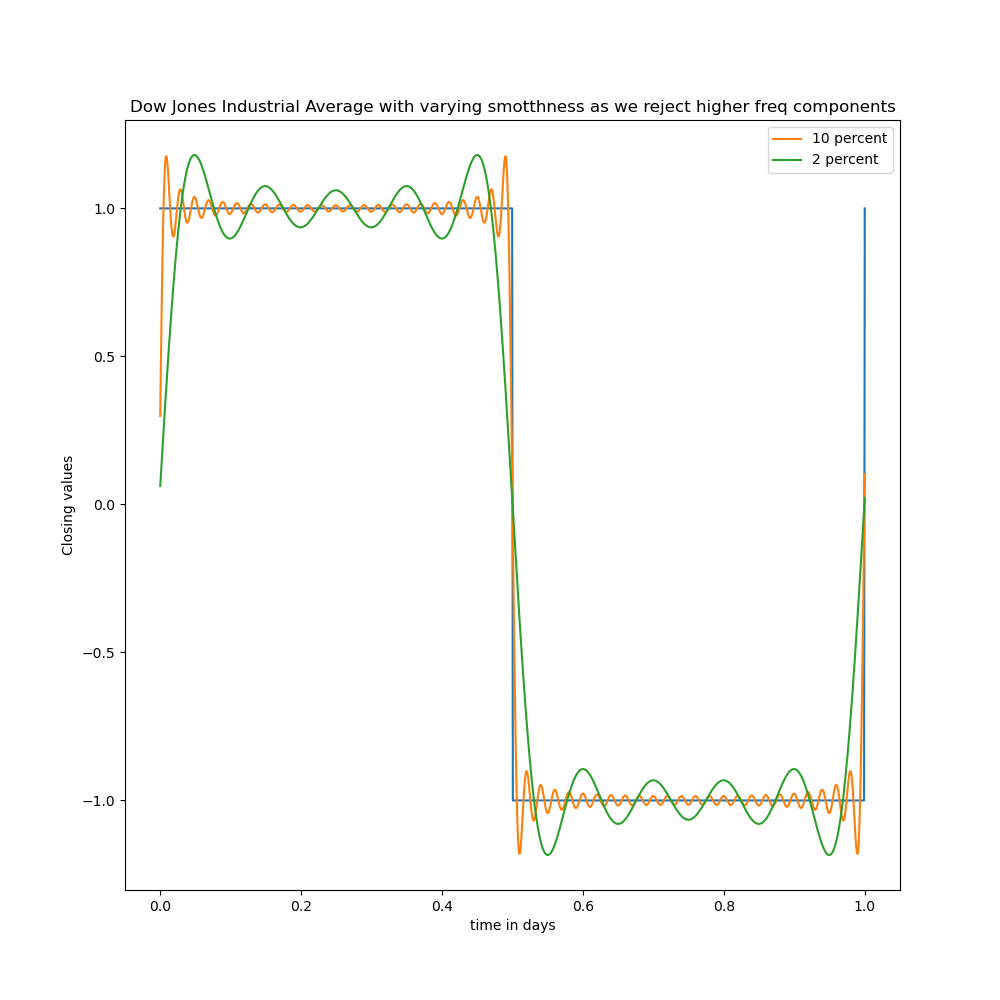 Dow Jones Industrial Average with varying smotthness as we reject higher freq components
10 percent
2 percent
1.0
0.5
0.0
−0.5
−1.0
Closing values
0.0 0.2 0.4 0.6 0.8 1.0
time in days